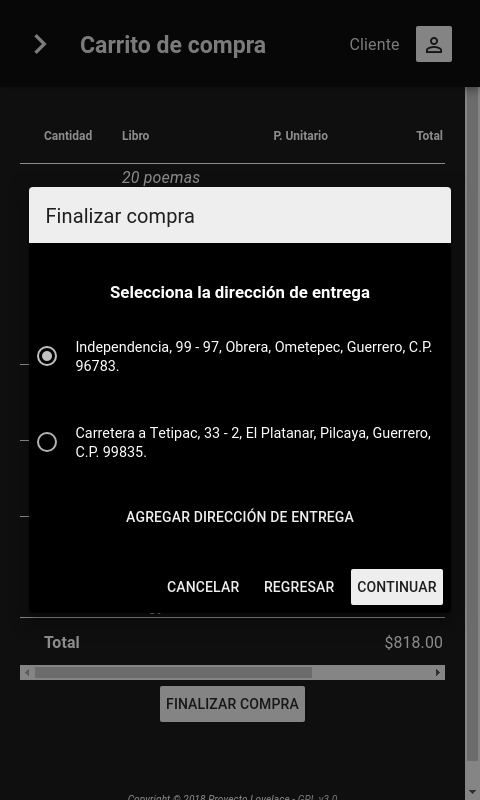 Carrito de compra
Cliente
Cantidad Libro P. Unitario Total
20 poemas
Finalizar compra
Selecciona la dirección de entrega
Independencia, 99 - 97, Obrera, Ometepec, Guerrero, C.P.
96783.
Carretera a Tetipac, 33 - 2, El Platanar, Pilcaya, Guerrero,
C.P. 99835.
AGREGAR DIRECCIÓN DE ENTREGA
CANCELAR REGRESAR CONTINUAR
Total $818.00
FINALIZAR COMPRA
Copyright © 2018 Proyecto Lovelace - GPL v3.0